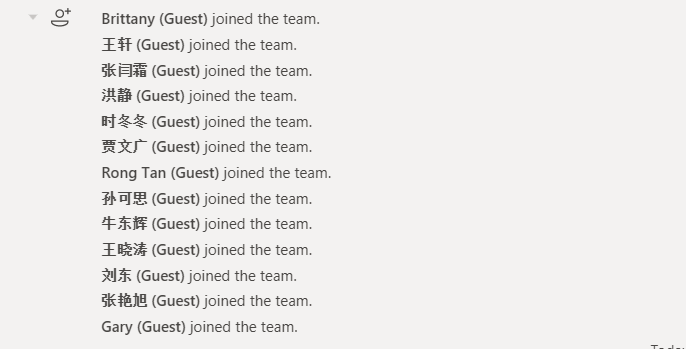 Brittany (Guest) joined the team.
王轩 (Guest) joined the team.
张闫霜 (Guest) joined the team.
洪静 (Guest) joined the team.
时冬冬 (Guest) joined the team.
贾文广 (Guest) joined the team.
Rong Tan (Guest) joined the team.
孙可思 (Guest) joined the team.
牛东辉 (Guest) joined the team.
王晓涛 (Guest) joined the team.
刘东 (Guest) joined the team.
张艳旭 (Guest) joined the team.
Gary (Guest) joined the team.